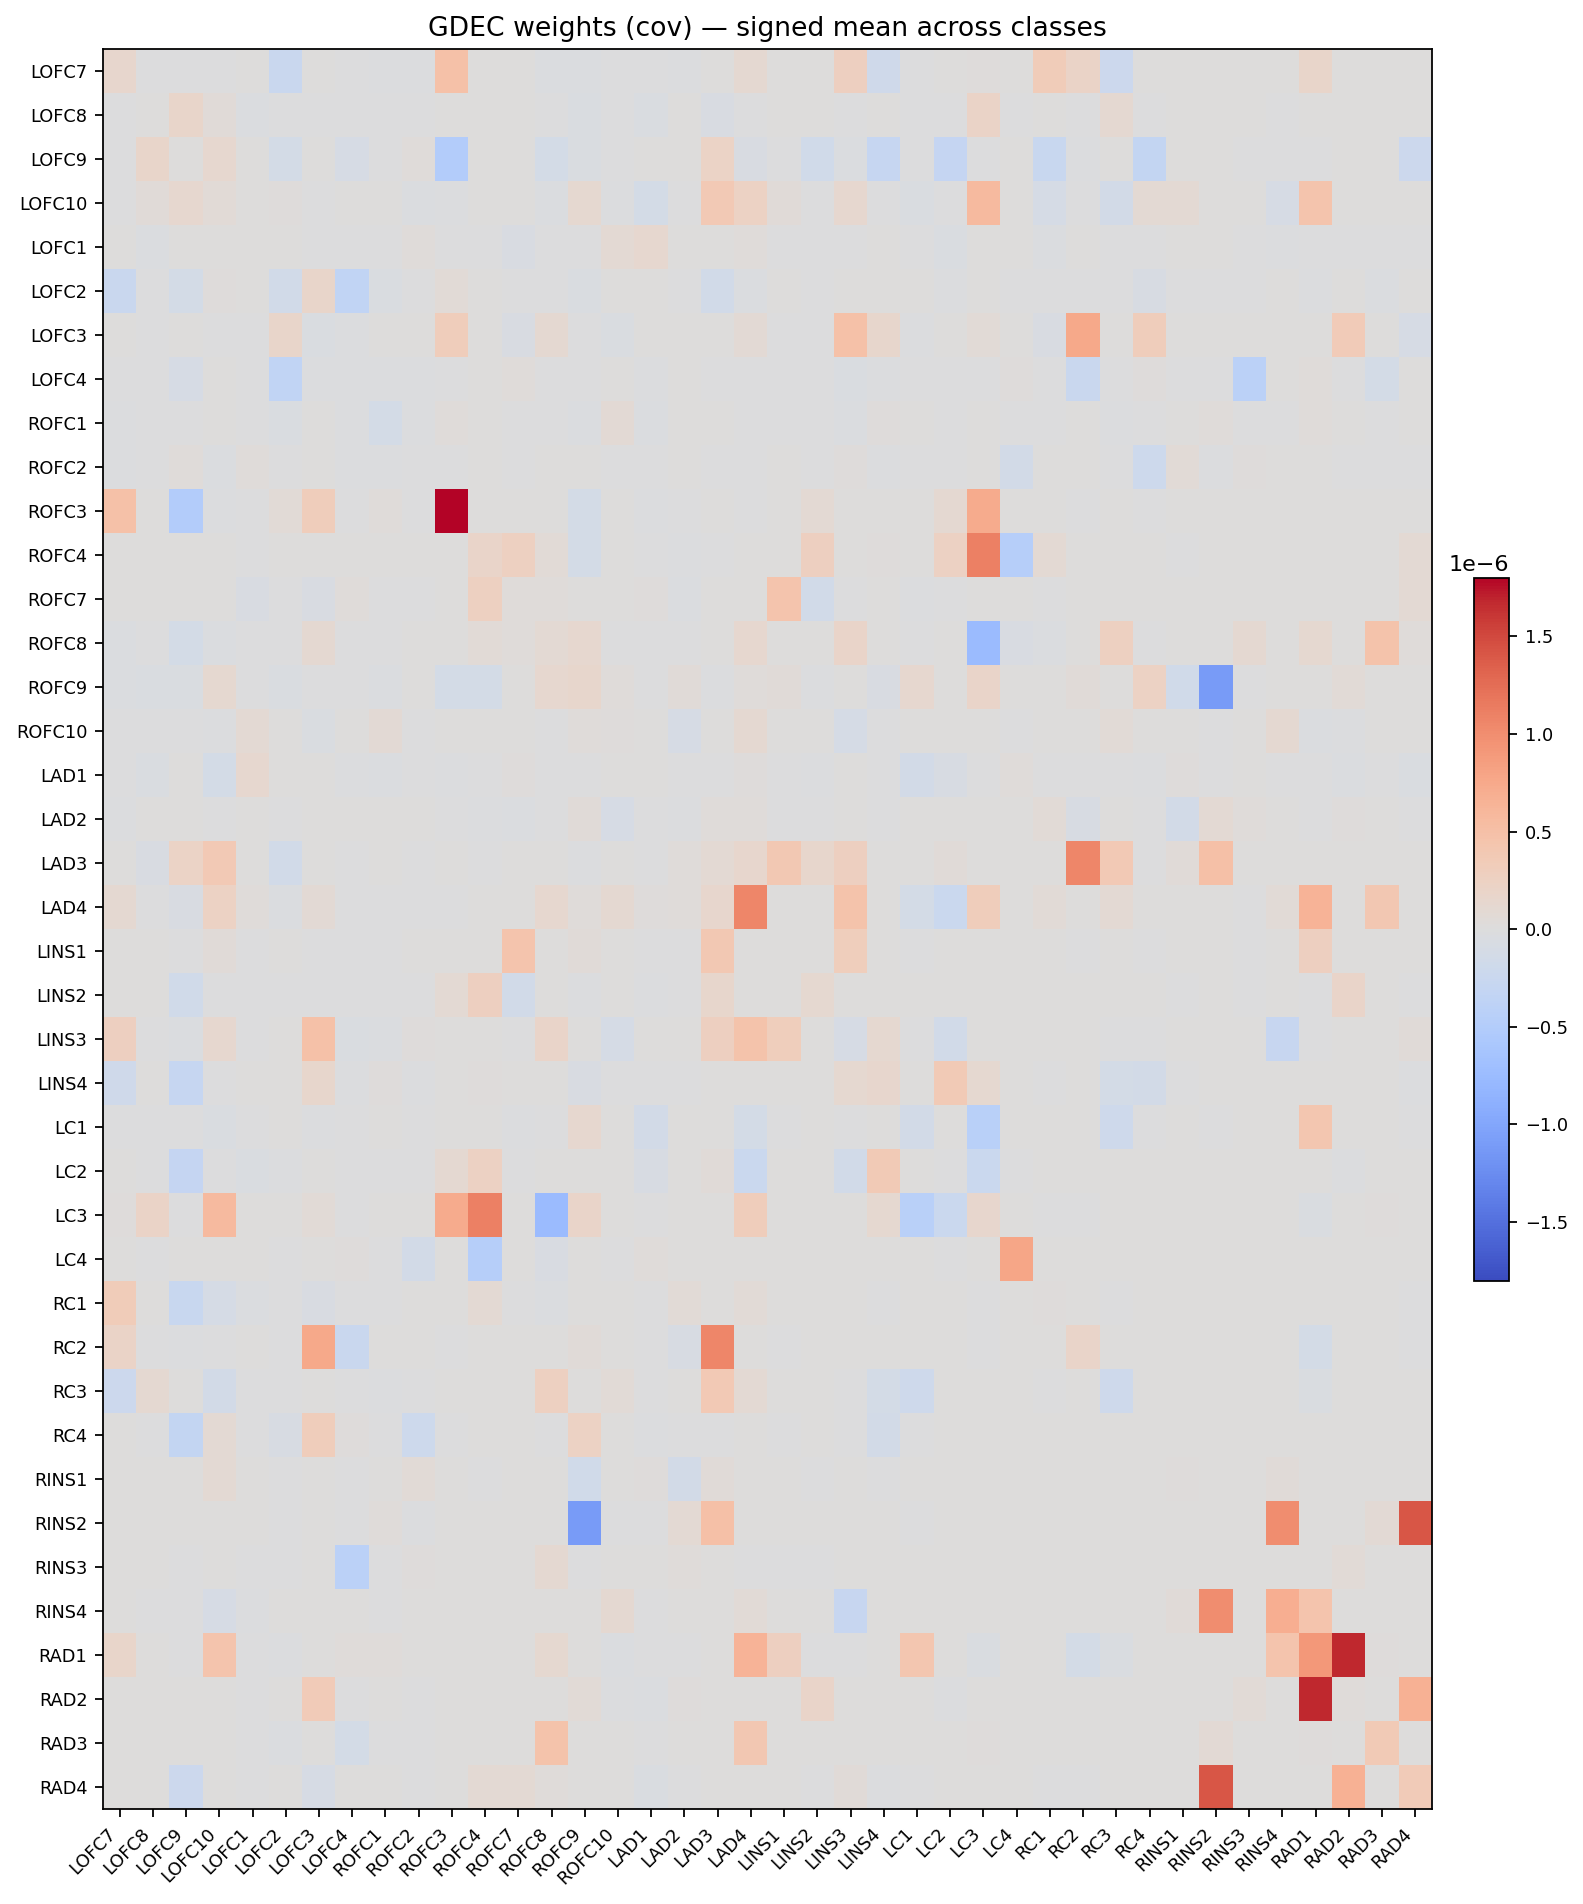 GDEC weights (cov) — signed mean across classes
LOFC7
LOFC8
LOFC9
LOFC10
LOFC1
LOFC2
LOFC3
LOFC4
ROFC1
ROFC2
ROFC3
ROFC4
ROFC7
ROFC8
ROFC9
ROFC10
LAD1
LAD2
LAD3
LAD4
LINS1
LINS2
LINS3
LINS4
LC1
LC2
LC3
LC4
RC1
RC2
RC3
RC4
RINS1
RINS2
RINS3
RINS4
RAD1
RAD2
RAD3
RAD4
LOFC7
LOFC8
LOFC9
LOFC10
LOFC1
LOFC2
LOFC3
LOFC4
ROFC1
ROFC2
ROFC3
ROFC4
ROFC7
ROFC8
ROFC9
ROFC10
LAD1
LAD2
LAD3
LAD4
LINS1
LINS2
LINS3
LINS4
LC1
LC2
LC3
LC4
RC1
RC2
RC3
RC4
RINS1
RINS2
RINS3
RINS4
RAD1
RAD2
RAD3
RAD4
1e−6
1.5
1.0
0.5
0.0
−0.5
−1.0
−1.5